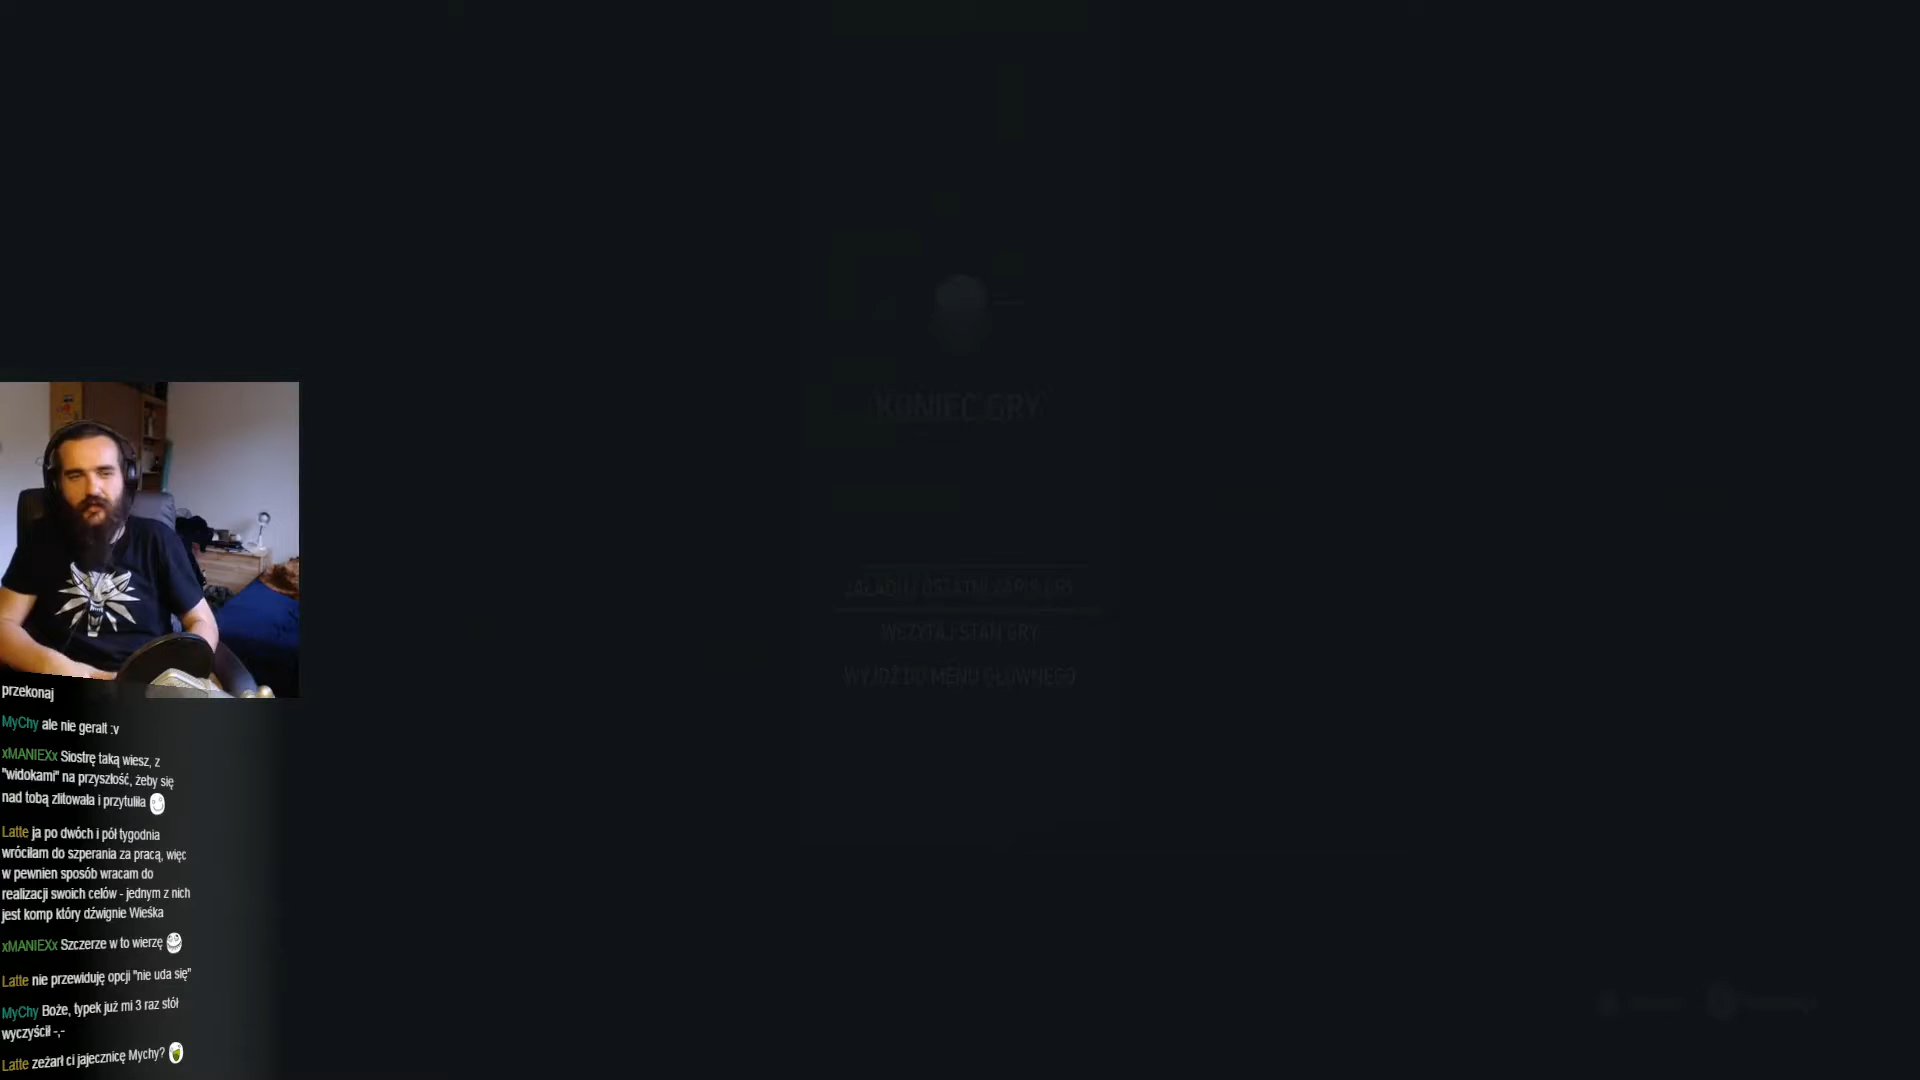 KONIEC GRY
ZAŁADUJ OSTATNI ZAPIS GRY
WCZYTAJ STAN GRY
WYJDŹ DO MENU GŁÓWNEGO
przekonaj
MyChy ale nie geralt :v
xMANIEXx Siostrę taką wiesz, z
"widokami" na przyszłość, żeby się
nad tobą zlitowała i przytuliła
Latte ja po dwóch i pół tygodnia
wróciłam do szperania za pracą, więc
w pewnien sposób wracam do
realizacji swoich celów - jednym z nich
jest komp który dźwignie Wieśka
xMANIEXx Szczerze w to wierzę
Latte nie przewiduję opcji "nie uda się"
MyChy Boże, typek już mi 3 raz stół
wyczyścił -,-
Latte zeżarł ci jajecznicę Mychy?